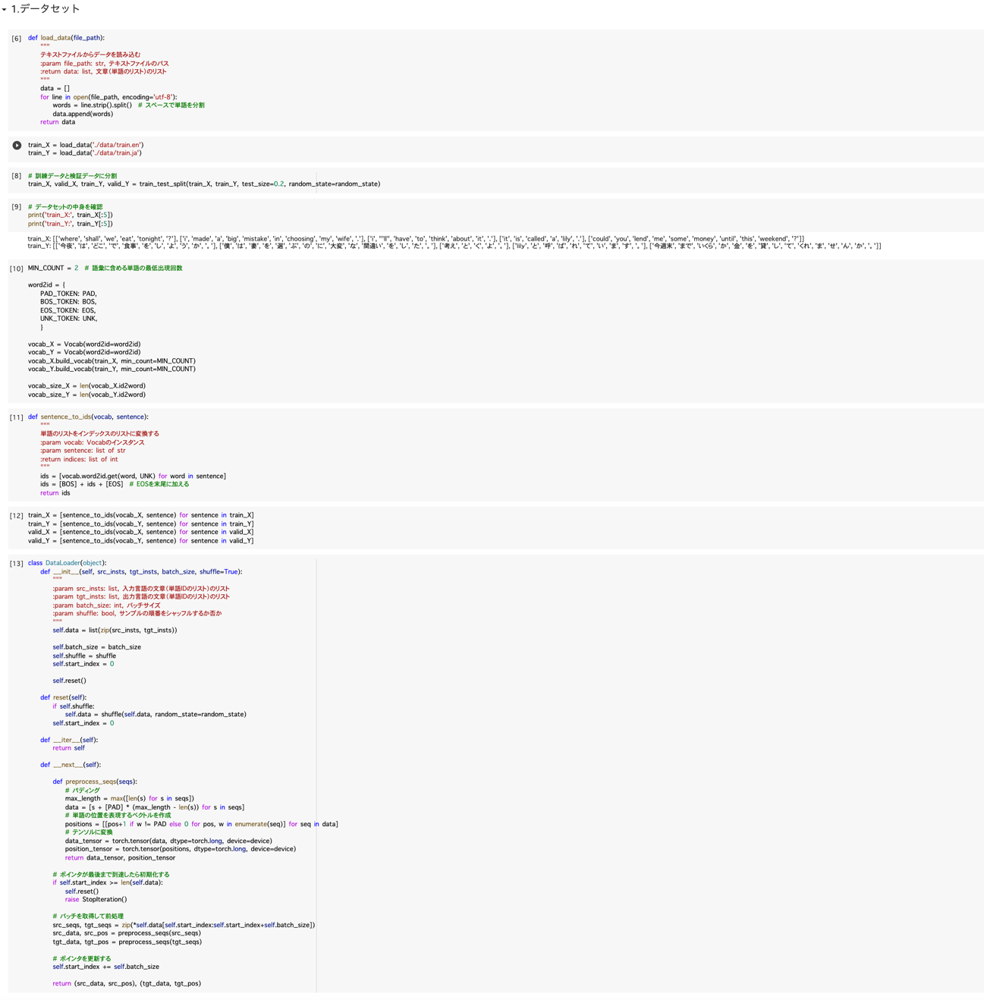 1.データセット
[6] def load_data(file_path):
"""
テキストファイルからデータを読み込む
:param file_path: str, テキストファイルのパス
:return data: list, 文章(単語のリスト)のリスト
"""
data = []
for line in open(file_path, encoding='utf-8'):
words = line.strip().split() # スペースで単語を分割
data.append(words)
return data
train_X = load_data('./data/train.en')
train_Y = load_data('./data/train.ja')
[8] # 訓練データと検証データに分割
train_X, valid_X, train_Y, valid_Y = train_test_split(train_X, train_Y, test_size=0.2, random_state=random_state)
[9] # データセットの中身を確認
print('train_X:', train_X[:5])
print('train_Y:', train_Y[:5])
train_X: [['where', 'shall', 'we', 'eat', 'tonight', '?'], ['i', 'made', 'a', 'big', 'mistake', 'in', 'choosing', 'my', 'wife', '.'], ['i', "'ll", 'have', 'to', 'think', 'about', 'it', '.'], ['it', 'is', 'called', 'a', 'lily', '.'], ['could', 'you', 'lend', 'me', 'some', 'money', 'until', 'this', 'weekend', '?']]
train_Y: [['今夜', 'は', 'どこ', 'で', '食事', 'を', 'し', 'よ', 'う', 'か', '。'], ['僕', 'は', '妻', 'を', '選', 'ぶ', 'の', 'に', '大変', 'な', '間違い', 'を', 'し', 'た', '。'], ['考え', 'と', 'く', 'よ', '。'], ['lily', 'と', '呼', 'ば', 'れ', 'て', 'い', 'ま', 'す', '。'], ['今週末', 'まで', 'いくら', 'か', '金', 'を', '貸', 'し', 'て', 'くれ', 'ま', 'せ', 'ん', 'か', '。']]
[10] MIN_COUNT = 2 # 語彙に含める単語の最低出現回数
word2id = {
PAD_TOKEN: PAD,
BOS_TOKEN: BOS,
EOS_TOKEN: EOS,
UNK_TOKEN: UNK,
}
vocab_X = Vocab(word2id=word2id)
vocab_Y = Vocab(word2id=word2id)
vocab_X.build_vocab(train_X, min_count=MIN_COUNT)
vocab_Y.build_vocab(train_Y, min_count=MIN_COUNT)
vocab_size_X = len(vocab_X.id2word)
vocab_size_Y = len(vocab_Y.id2word)
[11] def sentence_to_ids(vocab, sentence):
"""
単語のリストをインデックスのリストに変換する
:param vocab: Vocabのインスタンス
:param sentence: list of str
:return indices: list of int
"""
ids = [vocab.word2id.get(word, UNK) for word in sentence]
ids = [BOS] + ids + [EOS] # EOSを末尾に加える
return ids
[12] train_X = [sentence_to_ids(vocab_X, sentence) for sentence in train_X]
train_Y = [sentence_to_ids(vocab_Y, sentence) for sentence in train_Y]
valid_X = [sentence_to_ids(vocab_X, sentence) for sentence in valid_X]
valid_Y = [sentence_to_ids(vocab_Y, sentence) for sentence in valid_Y]
[13] class DataLoader(object):
def __init__(self, src_insts, tgt_insts, batch_size, shuffle=True):
"""
:param src_insts: list, 入力言語の文章(単語IDのリスト)のリスト
:param tgt_insts: list, 出力言語の文章(単語IDのリスト)のリスト
:param batch_size: int, バッチサイズ
:param shuffle: bool, サンプルの順番をシャッフルするか否か
"""
self.data = list(zip(src_insts, tgt_insts))
self.batch_size = batch_size
self.shuffle = shuffle
self.start_index = 0
self.reset()
def reset(self):
if self.shuffle:
self.data = shuffle(self.data, random_state=random_state)
self.start_index = 0
def __iter__(self):
return self
def __next__(self):
def preprocess_seqs(seqs):
# パディング
max_length = max([len(s) for s in seqs])
data = [s + [PAD] * (max_length - len(s)) for s in seqs]
# 単語の位置を表現するベクトルを作成
positions = [[pos+1 if w != PAD else 0 for pos, w in enumerate(seq)] for seq in data]
# テンソルに変換
data_tensor = torch.tensor(data, dtype=torch.long, device=device)
position_tensor = torch.tensor(positions, dtype=torch.long, device=device)
return data_tensor, position_tensor
# ポインタが最後まで到達したら初期化する
if self.start_index >= len(self.data):
self.reset()
raise StopIteration()
# バッチを取得して前処理
src_seqs, tgt_seqs = zip(*self.data[self.start_index:self.start_index+self.batch_size])
src_data, src_pos = preprocess_seqs(src_seqs)
tgt_data, tgt_pos = preprocess_seqs(tgt_seqs)
# ポインタを更新する
self.start_index += self.batch_size
return (src_data, src_pos), (tgt_data, tgt_pos)